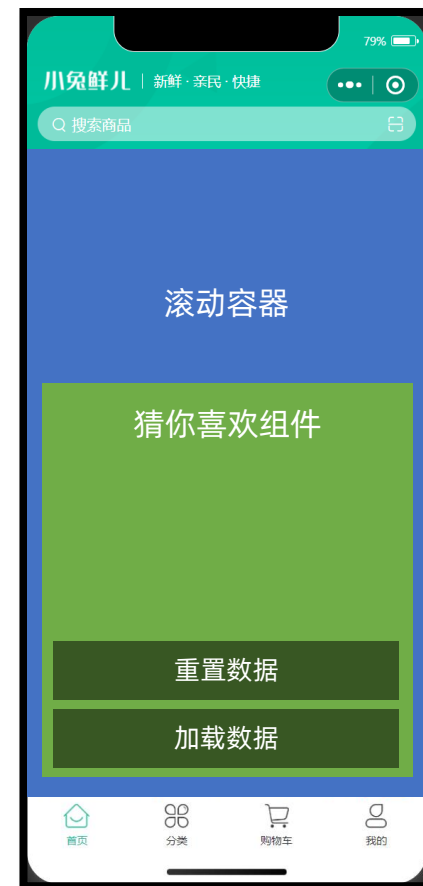 79%
小兔鲜儿 新鲜·亲民·快捷
搜索商品
滚动容器
猜你喜欢组件
重置数据
加载数据
首页 分类 购物车 我的